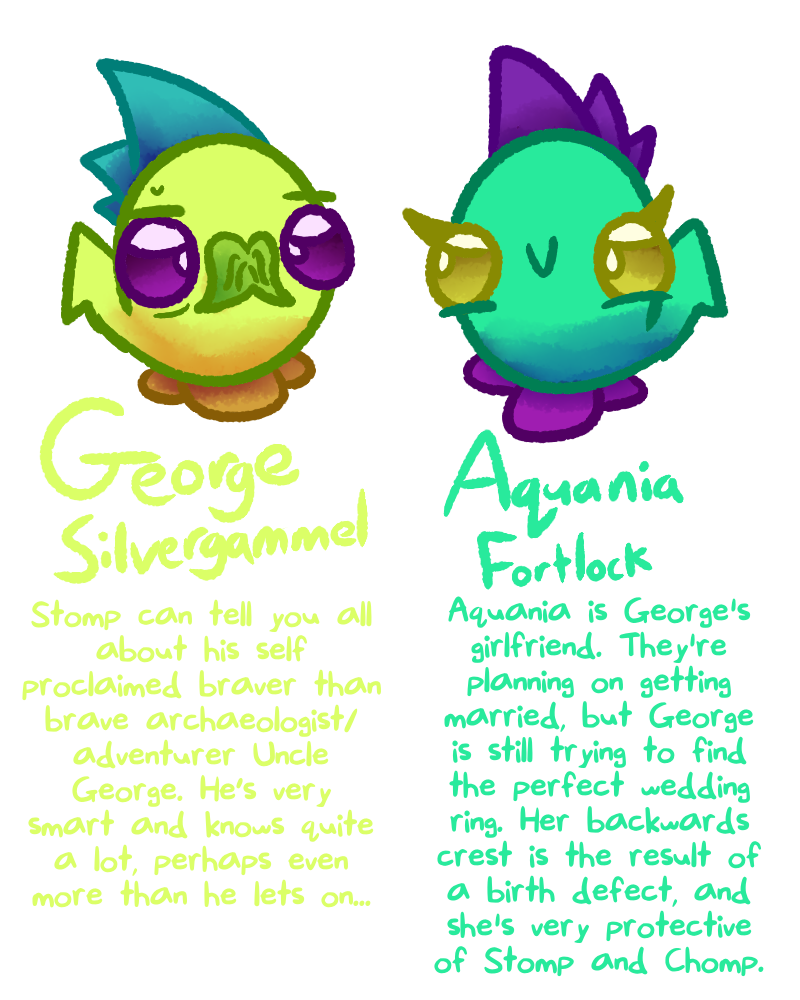 George
Silvergammel
Stomp can tell you all
about his self
proclaimed braver than
brave archaeologist/
adventurer Uncle
George. He's very
smart and knows quite
a lot, perhaps even
more than he lets on...
Aquania
Fortlock
Aquania is George's
girlfriend. They're
planning on getting
married, but George
is still trying to find
the perfect wedding
ring. Her backwards
crest is the result of
a birth defect, and
she's very protective
of Stomp and Chomp.